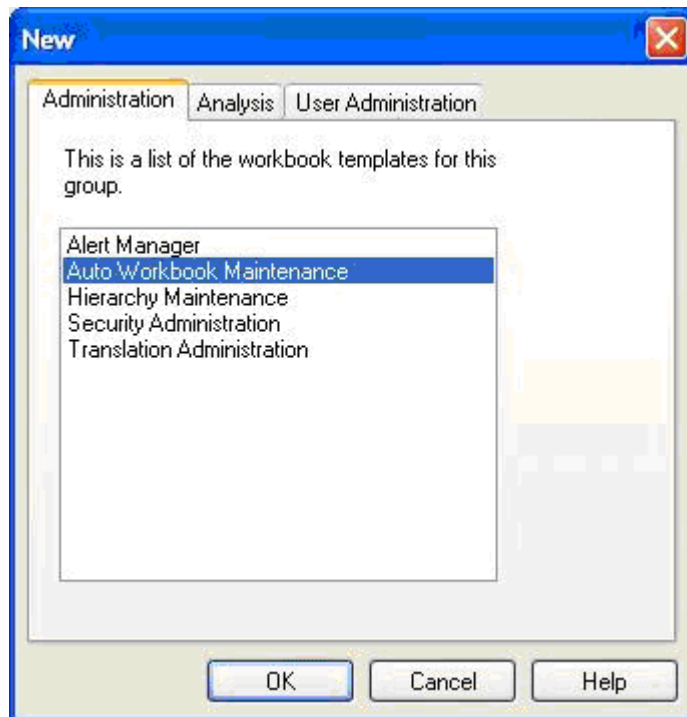 New
Administration
Analysis
User Administration
This is a list of the workbook templates for this
group.
Alert Manager
Auto Workbook Maintenance
Hierarchy Maintenance
Security Administration
Translation Administration
OK
Cancel
Help